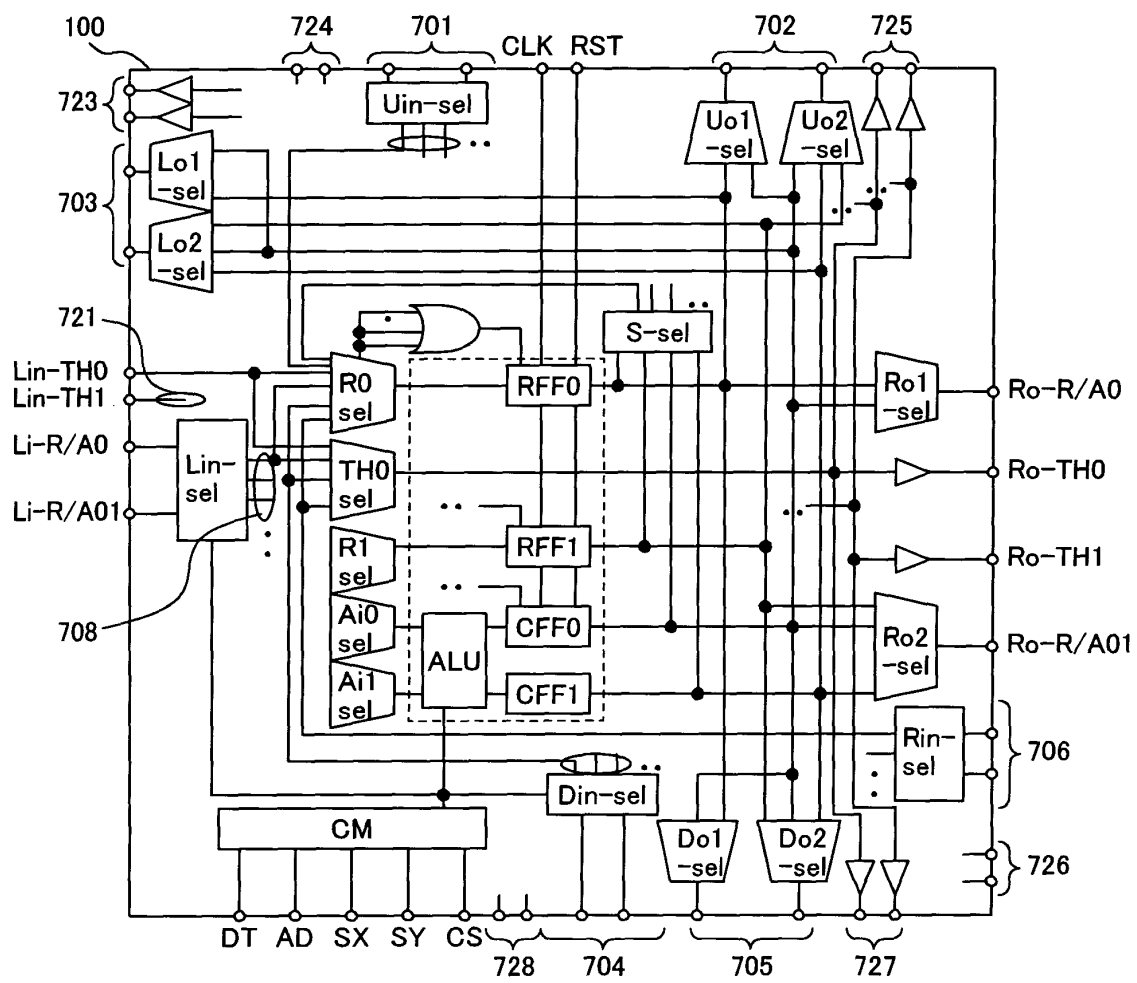 724
701
702
725
100
CLK RST
723
Uin-sel
Uo1
-sel
Uo2
-sel
703
Lo1
-sel
Lo2
-sel
S-sel
721
Lin-TH0
Lin-TH1
Li-R/A0
Li-R/A01
Lin-
sel
708
R0
sel
TH0
sel
R1
sel
Ai0
sel
Ai1
sel
ALU
RFF0
RFF1
CFF0
CFF1
Ro1
-sel
Ro-R/A0
Ro-TH0
Ro-TH1
Ro2
-sel
Ro-R/A01
Rin-
sel
706
Din-sel
CM
Do1
-sel
Do2
-sel
726
DT AD SX SY CS
728
704
705
727